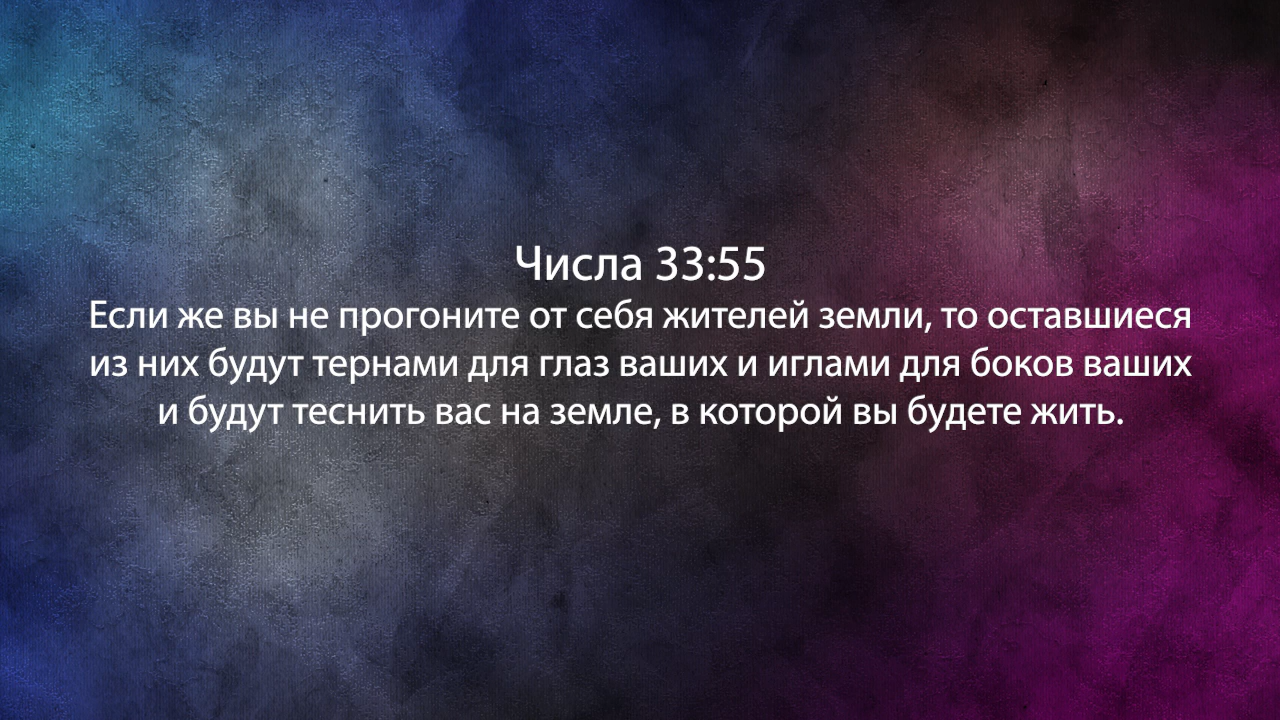 Числа 33:55
Если же вы не прогоните от себя жителей земли, то оставшиеся
из них будут тернами для глаз ваших и иглами для боков ваших
и будут теснить вас на земле, в которой вы будете жить.